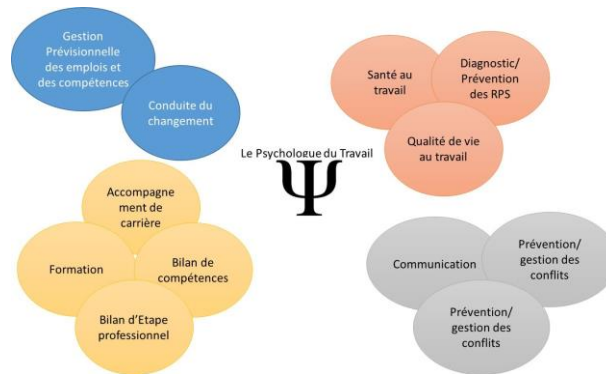 Gestion
Prévisionnelle
des emplois et
des compétences
Conduite du
changement
Santé au
travail
Diagnostic/
Prévention
des RPS
Qualité de vie
au travail
Le Psychologue du Travail
Ψ
Accompagne
ment de
carrière
Formation
Bilan de
compétences
Bilan d’Etape
professionnel
Communication
Prévention/
gestion des
conflits
Prévention/
gestion des
conflits